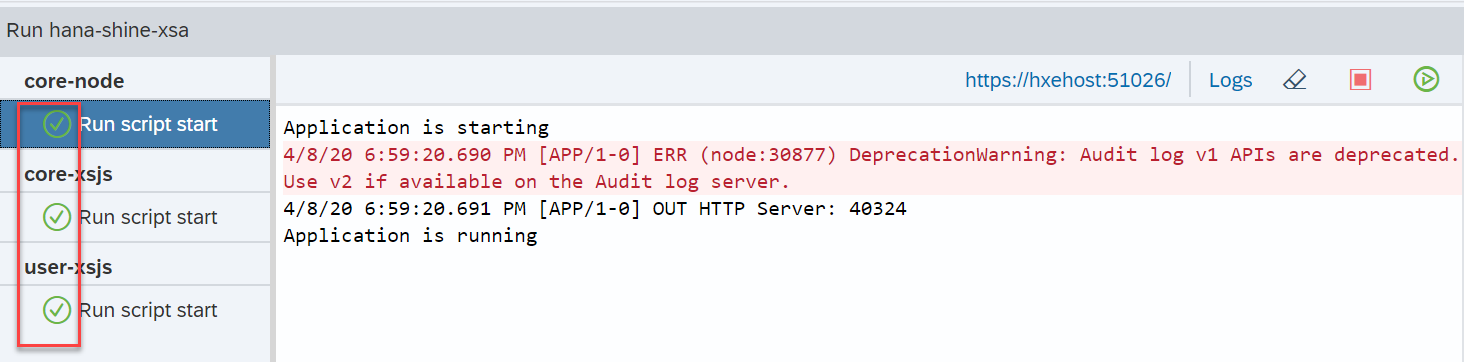 Run hana-shine-xsa
core-node
Run script start
core-xsjs
Run script start
user-xsjs
Run script start
https://hxehost:51026/ Logs
Application is starting
4/8/20 6:59:20.690 PM [APP/1-0] ERR (node:30877) DeprecationWarning: Audit log v1 APIs are deprecated.
Use v2 if available on the Audit log server.
4/8/20 6:59:20.691 PM [APP/1-0] OUT HTTP Server: 40324
Application is running